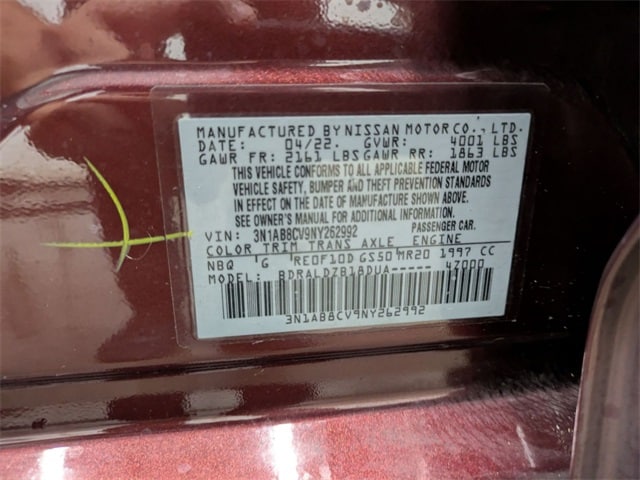 MANUFACTURED BY NISSAN MOTOR CO., LTD.
DATE: 04/22. GVWR: 4001 LBS
GAWR FR: 2161 LBS GAWR RR: 1863 LBS
THIS VEHICLE CONFORMS TO ALL APPLICABLE FEDERAL MOTOR
VEHICLE SAFETY, BUMPER AND THEFT PREVENTION STANDARDS
IN EFFECT ON THE DATE OF MANUFACTURE SHOWN ABOVE.
SEE OWNER'S MANUAL FOR ADDITIONAL INFORMATION.
VIN: 3N1AB8CV9NY262992 PASSENGER CAR.
COLOR TRIM TRANS AXLE ENGINE
NBQ G RE0F10D GS50 MR20 1997 CC
MODEL: BDRALDZB18DUA----- 47000
3N1AB8CV9NY262992